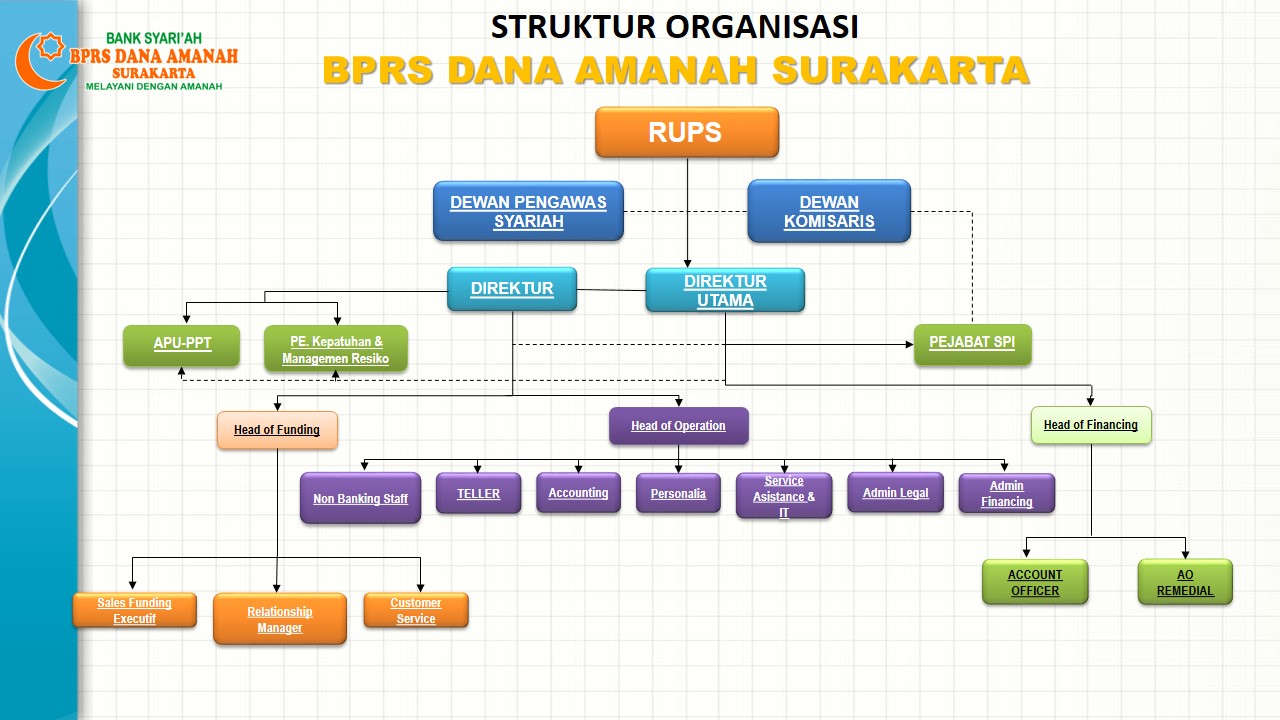 STRUKTUR ORGANISASI
BPRS DANA AMANAH SURAKARTA
BANK SYARI'AH
BPRS DANA AMANAH
SURAKARTA
MELAYANI DENGAN AMANAH
RUPS
DEWAN PENGAWAS
SYARIAH
DEWAN
KOMISARIS
DIREKTUR
DIREKTUR
UTAMA
APU-PPT
PE. Kepatuhan &
Managemen Resiko
PEJABAT SPI
Head of Funding
Head of Operation
Head of Financing
Non Banking Staff
TELLER
Accounting
Personalia
Service
Asistance &
IT
Admin Legal
Admin
Financing
ACCOUNT
OFFICER
AO
REMEDIAL
Sales Funding
Executif
Relationship
Manager
Customer
Service